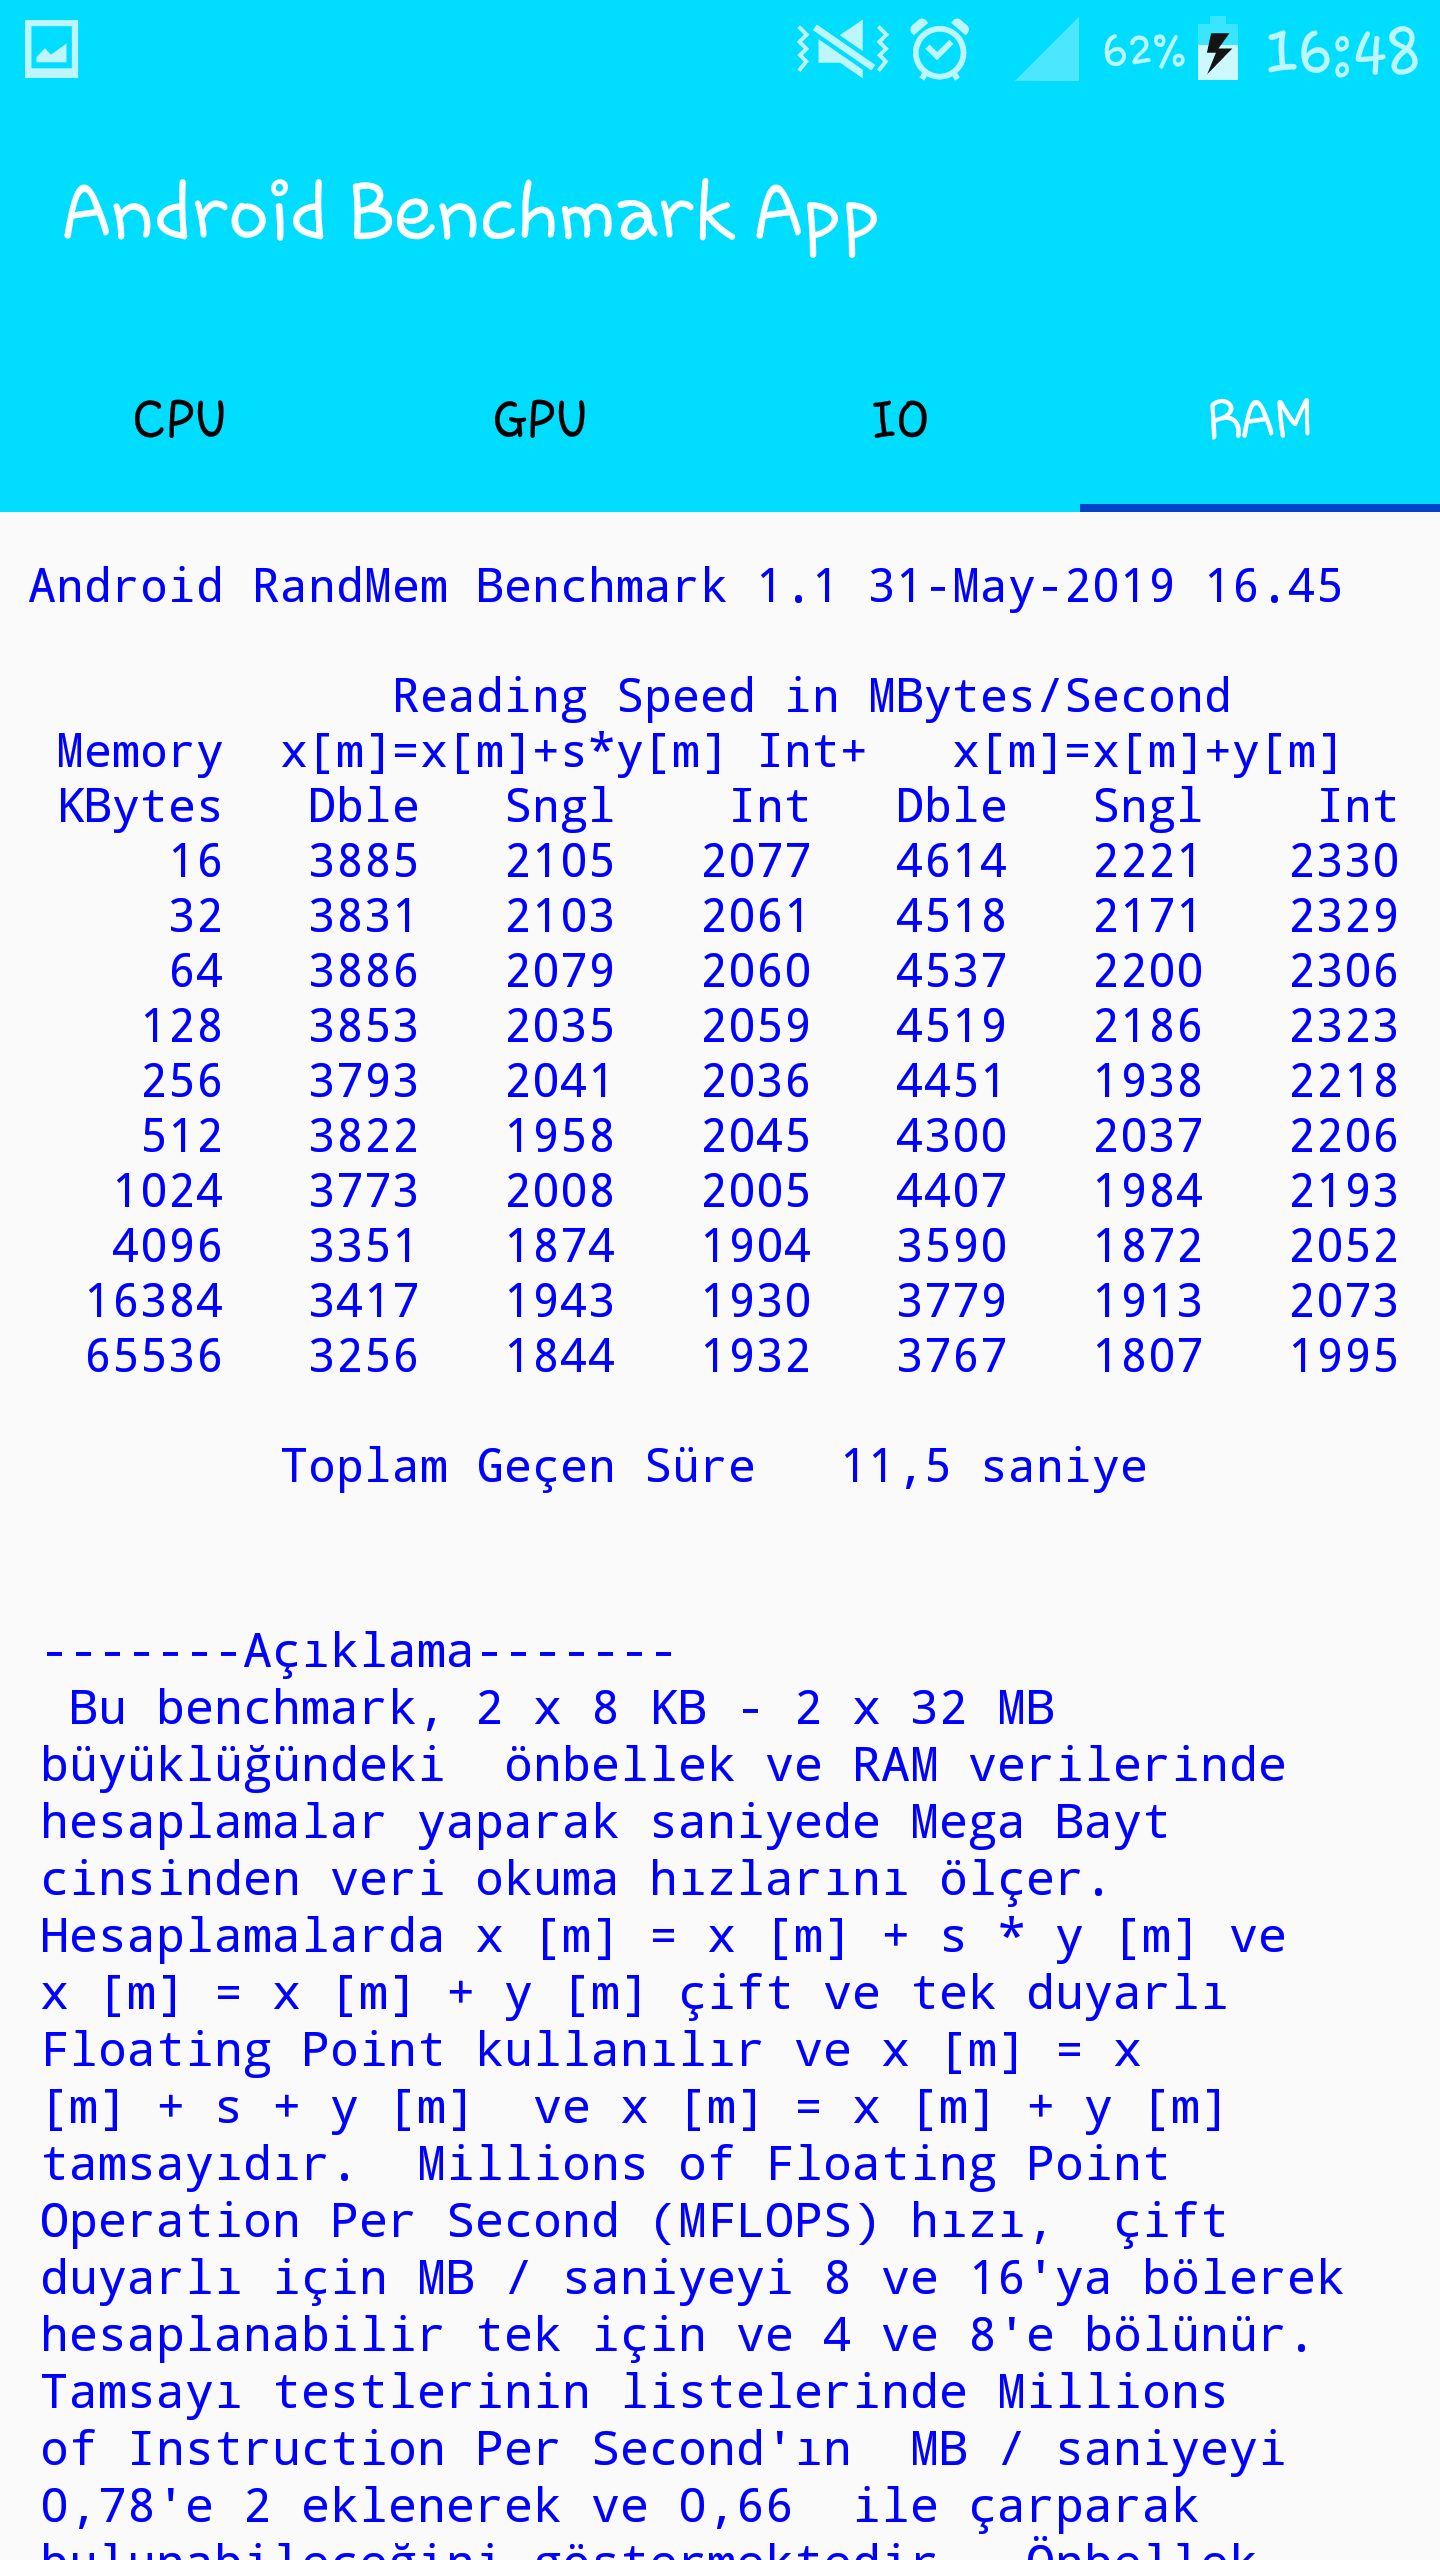 62% 16:48
Android Benchmark App
CPU GPU IO RAM
Android RandMem Benchmark 1.1 31-May-2019 16.45
Reading Speed in MBytes/Second
Memory x[m]=x[m]+s*y[m] Int+ x[m]=x[m]+y[m]
KBytes Dble Sngl Int Dble Sngl Int
16 3885 2105 2077 4614 2221 2330
32 3831 2103 2061 4518 2171 2329
64 3886 2079 2060 4537 2200 2306
128 3853 2035 2059 4519 2186 2323
256 3793 2041 2036 4451 1938 2218
512 3822 1958 2045 4300 2037 2206
1024 3773 2008 2005 4407 1984 2193
4096 3351 1874 1904 3590 1872 2052
16384 3417 1943 1930 3779 1913 2073
65536 3256 1844 1932 3767 1807 1995
Toplam Geçen Süre 11,5 saniye
-------Açıklama-------
Bu benchmark, 2 x 8 KB - 2 x 32 MB
büyüklüğündeki önbellek ve RAM verilerinde
hesaplamalar yaparak saniyede Mega Bayt
cinsinden veri okuma hızlarını ölçer.
Hesaplamalarda x [m] = x [m] + s * y [m] ve
x [m] = x [m] + y [m] çift ve tek duyarlı
Floating Point kullanılır ve x [m] = x
[m] + s + y [m] ve x [m] = x [m] + y [m]
tamsayıdır. Millions of Floating Point
Operation Per Second (MFLOPS) hızı, çift
duyarlı için MB / saniyeyi 8 ve 16'ya bölerek
hesaplanabilir tek için ve 4 ve 8'e bölünür.
Tamsayı testlerinin listelerinde Millions
of Instruction Per Second'ın MB / saniyeyi
0,78'e 2 eklenerek ve 0,66 ile çarparak
bulunabileceğini göstermektedir. Önbellek